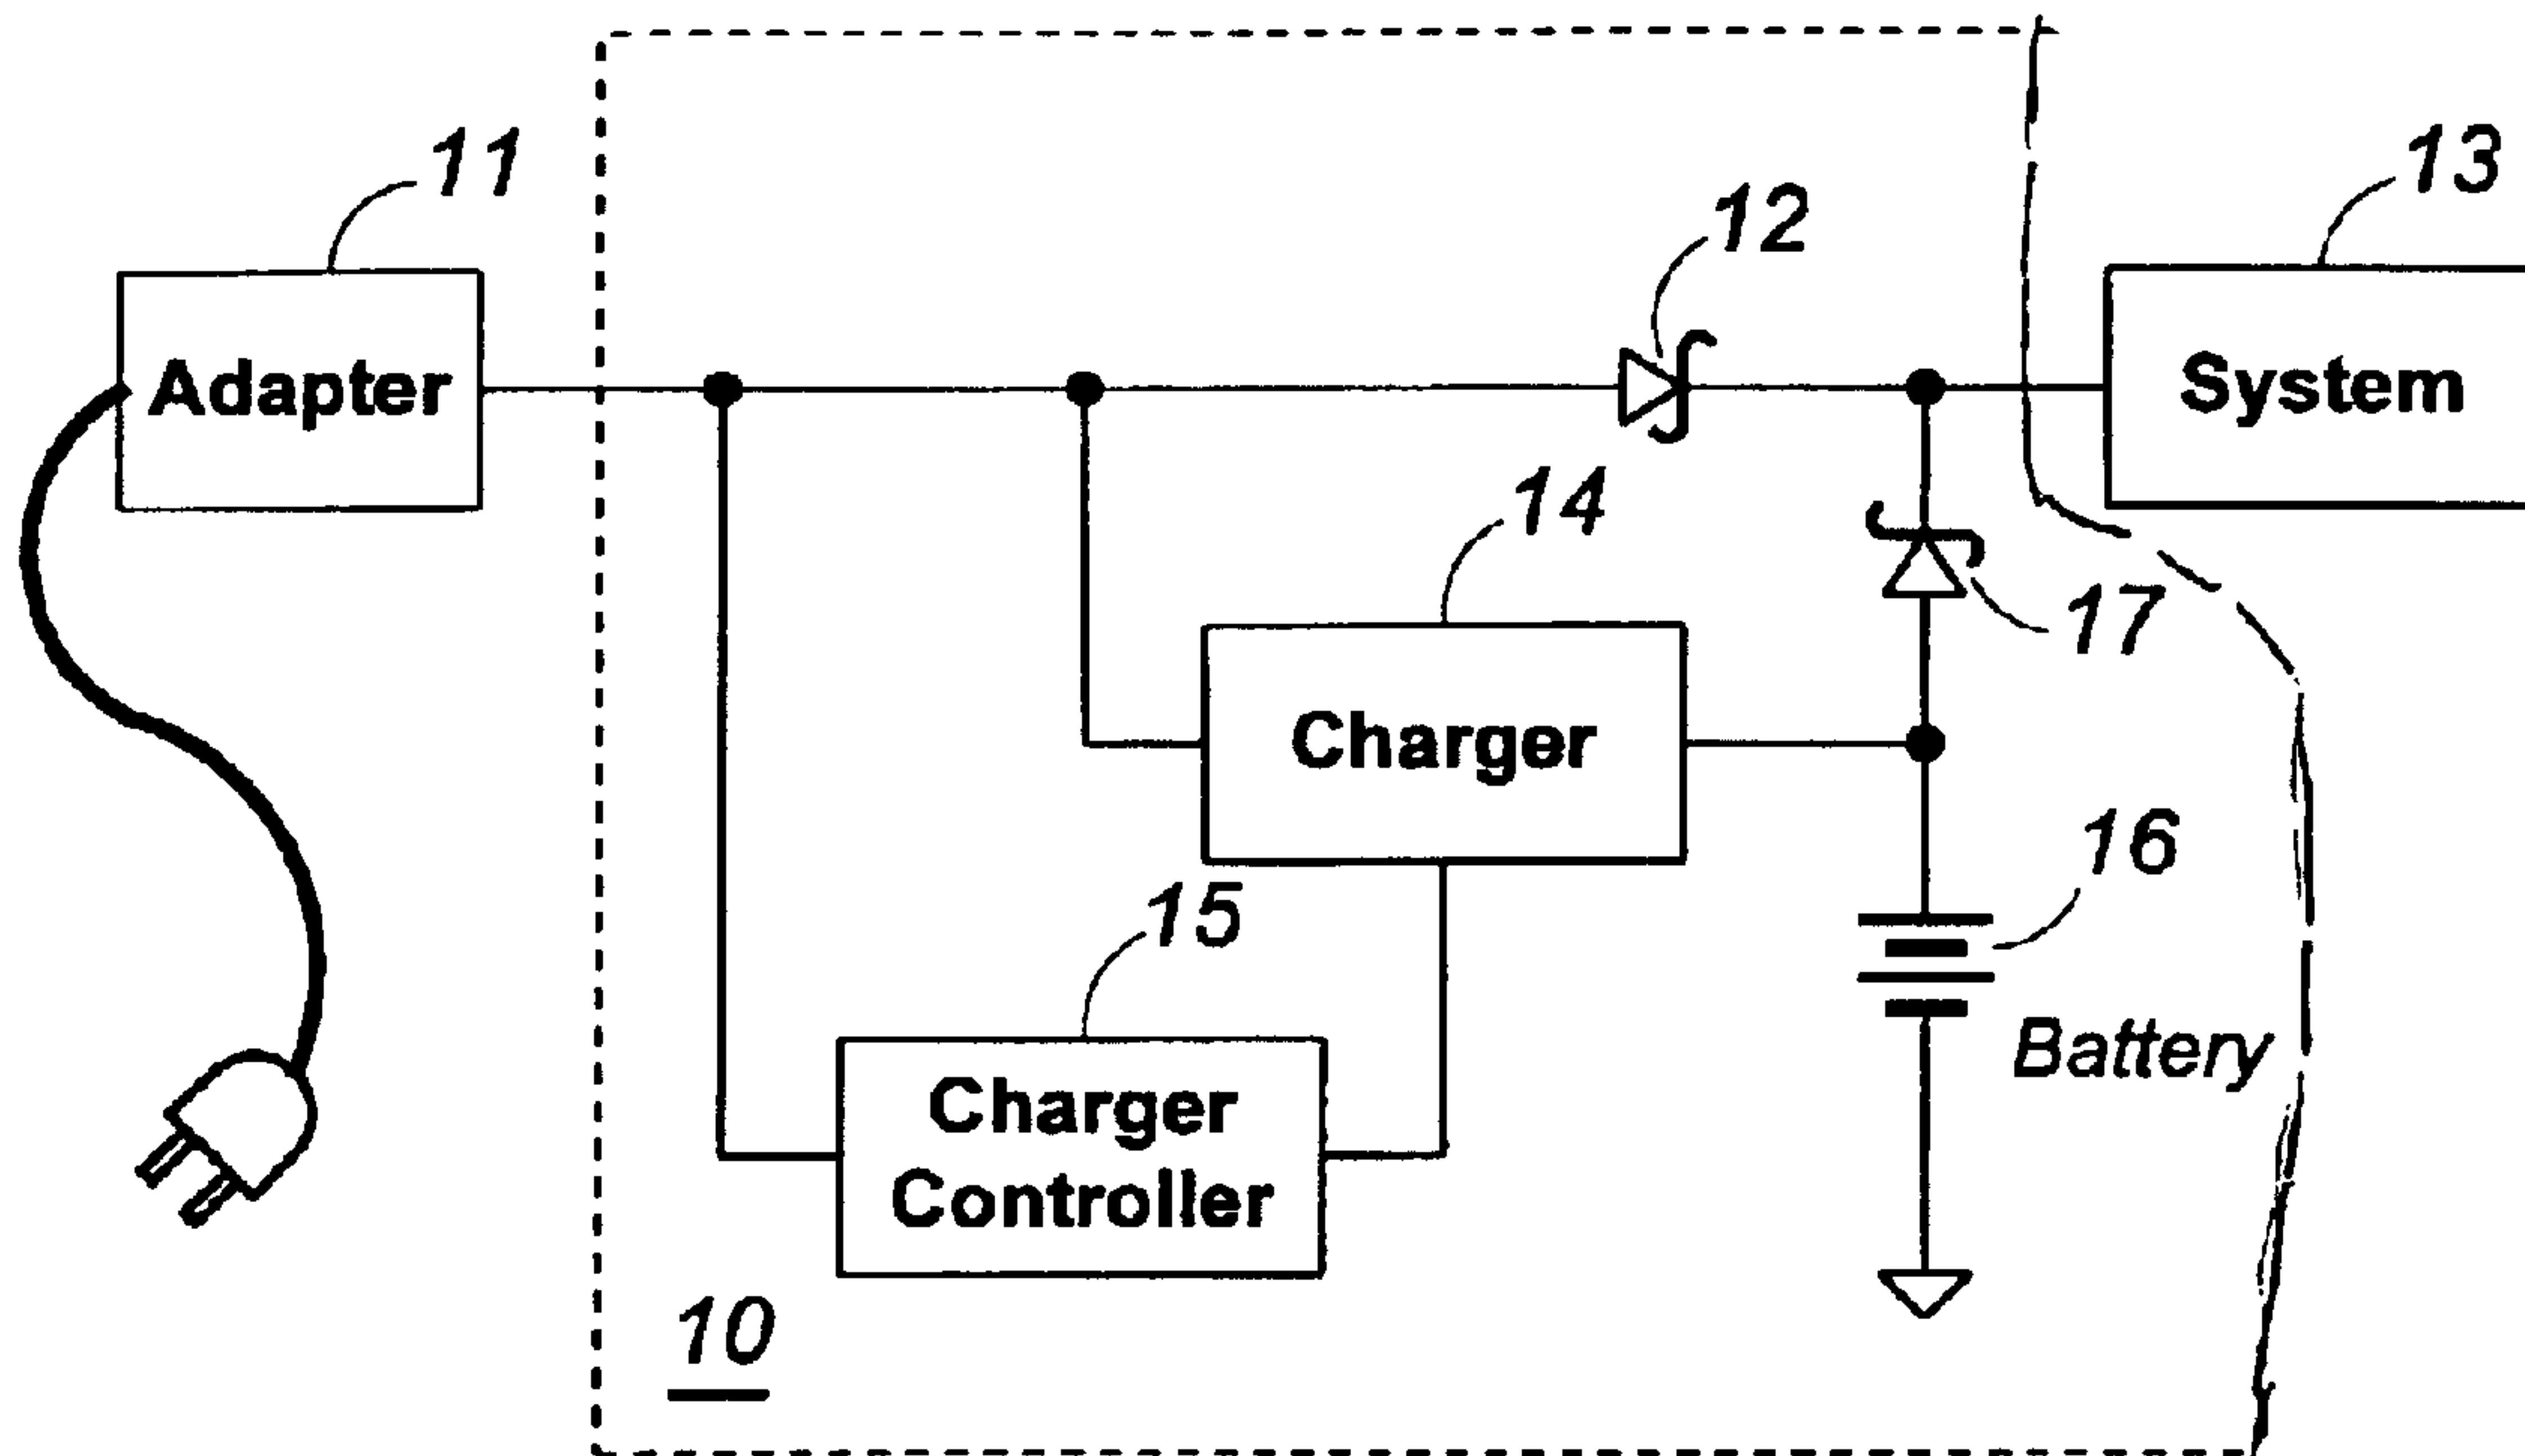 11
13
12
Adapter
System
14
17
Charger
16
15
Battery
Charger
Controller
10